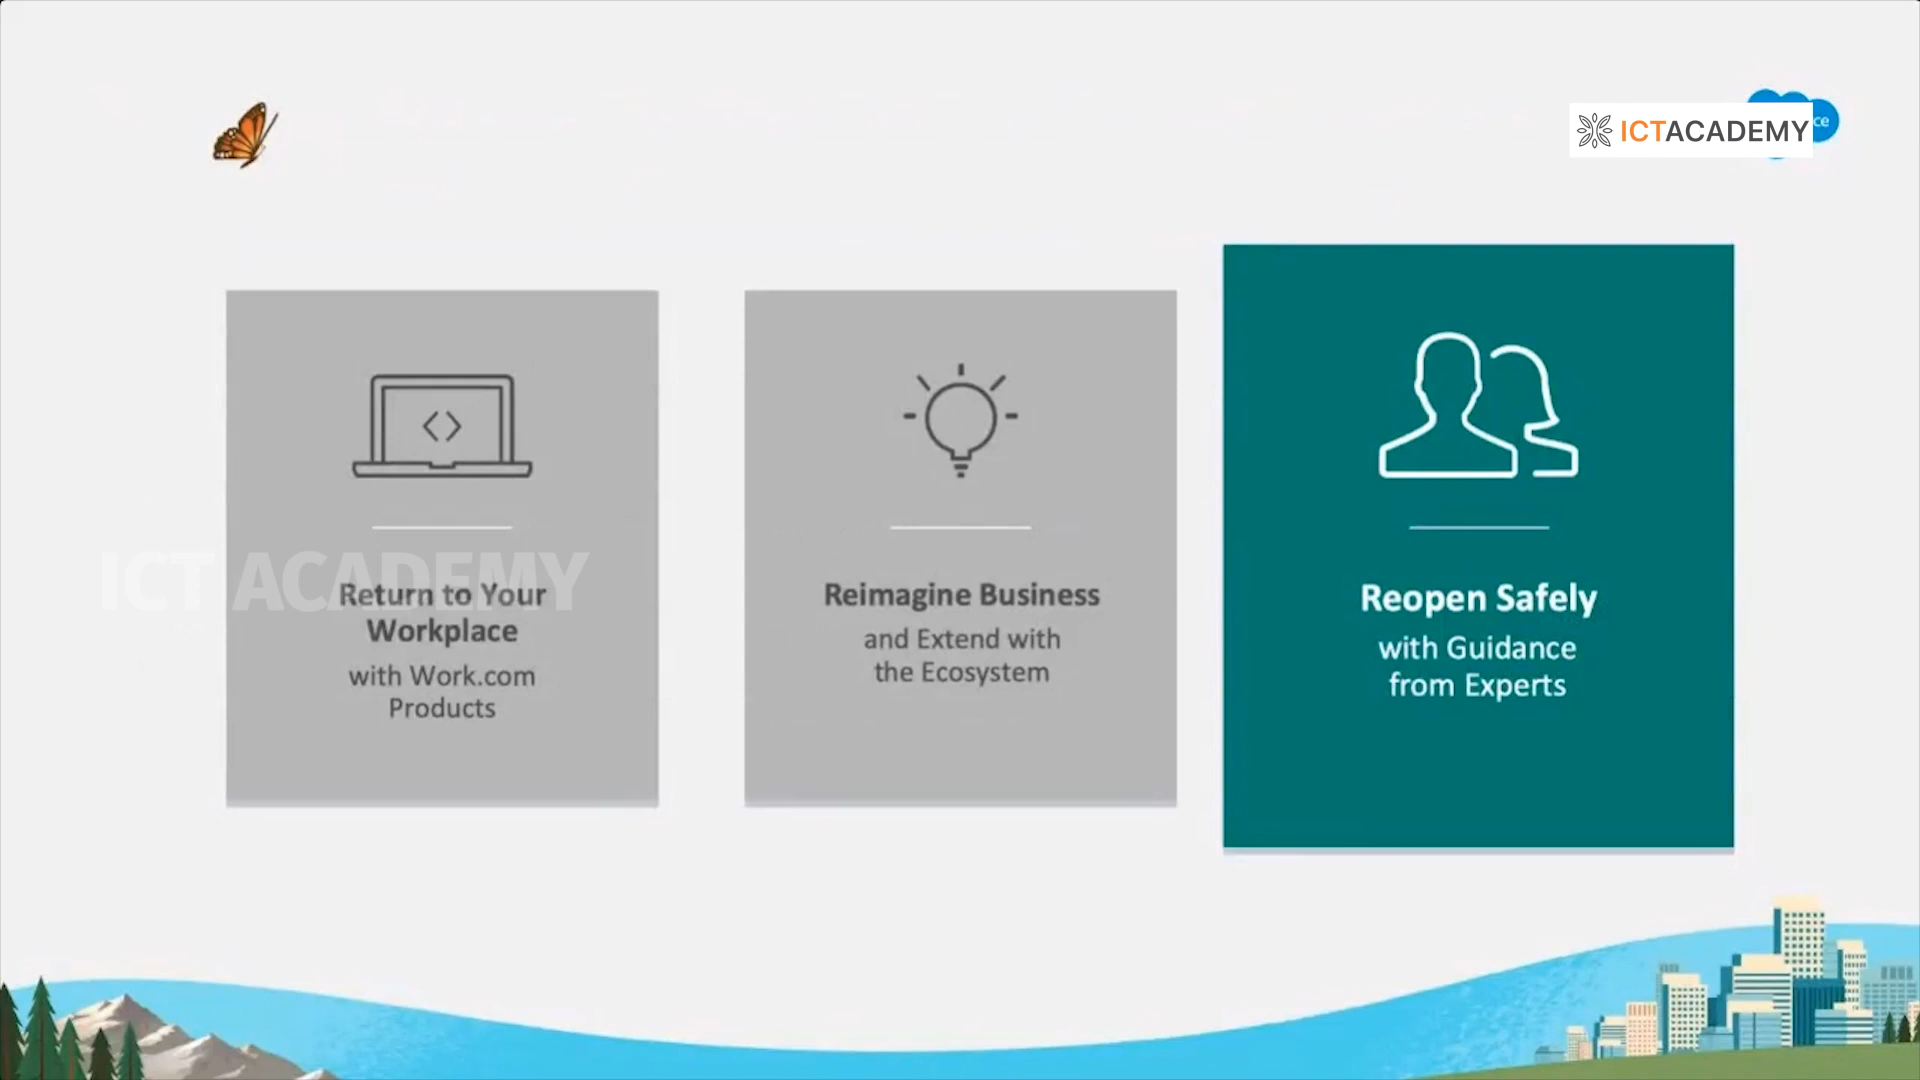 ICTACADEMY
ce
ICT ACADEMY
Return to Your
Workplace
with Work.com
Products
Reimagine Business
and Extend with
the Ecosystem
Reopen Safely
with Guidance
from Experts